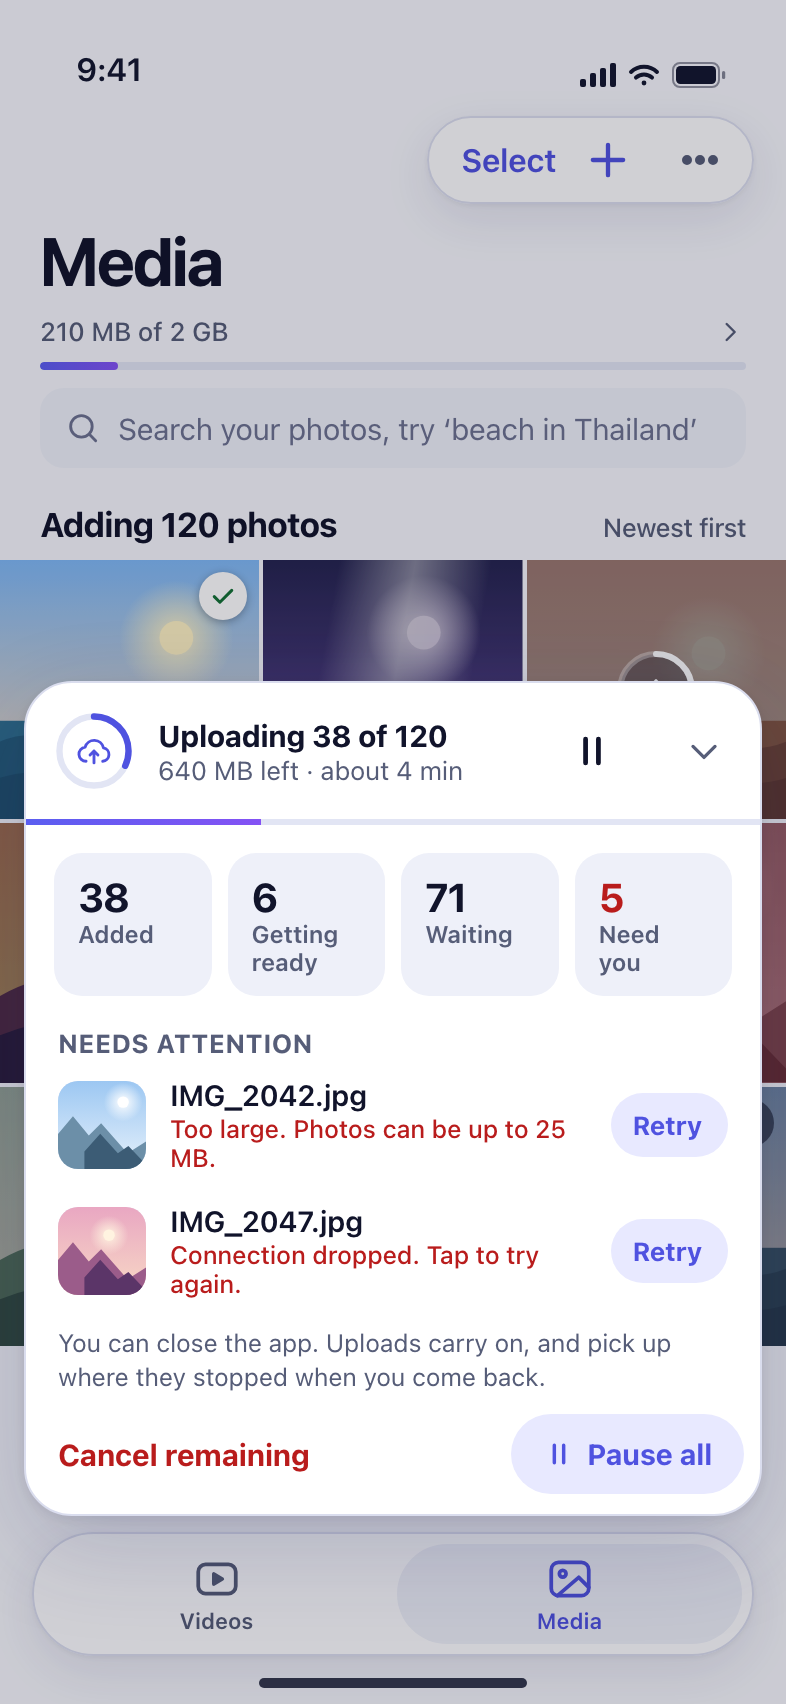 9:41
Select
Media
210 MB of 2 GB
Search your photos, try ‘beach in Thailand’
Adding 120 photos
Newest first
Uploading 38 of 120
640 MB left · about 4 min
38
Added
6
Getting
ready
71
Waiting
5
Need
you
NEEDS ATTENTION
IMG_2042.jpg
Too large. Photos can be up to 25
MB.
Retry
IMG_2047.jpg
Connection dropped. Tap to try
again.
Retry
You can close the app. Uploads carry on, and pick up
where they stopped when you come back.
Cancel remaining
Pause all
Videos
Media